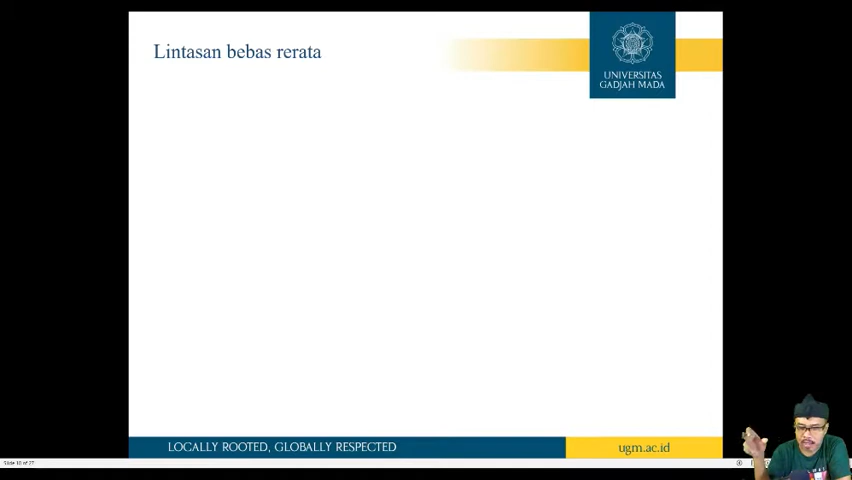 Lintasan bebas rerata
UNIVERSITAS
GADJAH MADA
LOCALLY ROOTED, GLOBALLY RESPECTED
ugm.ac.id